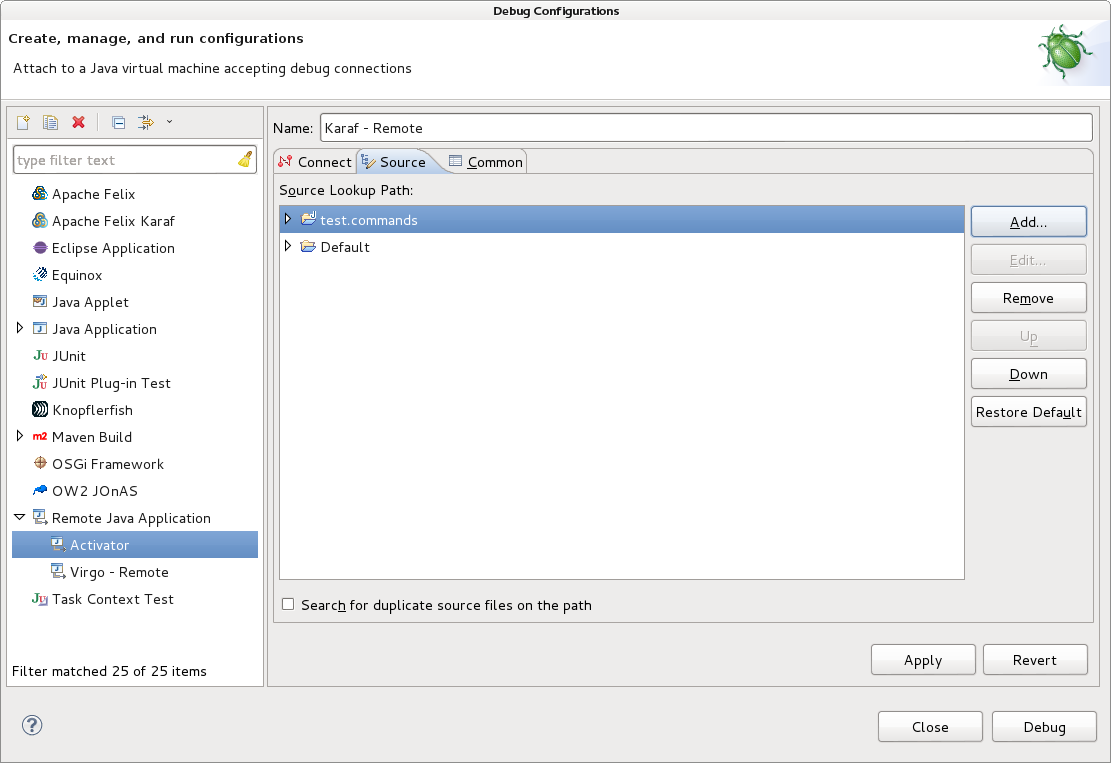 Debug Configurations
Create, manage, and run configurations
Attach to a Java virtual machine accepting debug connections
type filter text
Apache Felix
Apache Felix Karaf
Eclipse Application
Equinox
Java Applet
Java Application
JUnit
JUnit Plug-in Test
Knopflerfish
m2 Maven Build
OSGi Framework
OW2 JOnAS
Remote Java Application
Activator
Virgo - Remote
Task Context Test
Filter matched 25 of 25 items
Name: Karaf - Remote
Connect Source Common
Source Lookup Path:
test.commands
Default
Add...
Edit...
Remove
Up
Down
Restore Default
Search for duplicate source files on the path
Apply Revert
? Close Debug